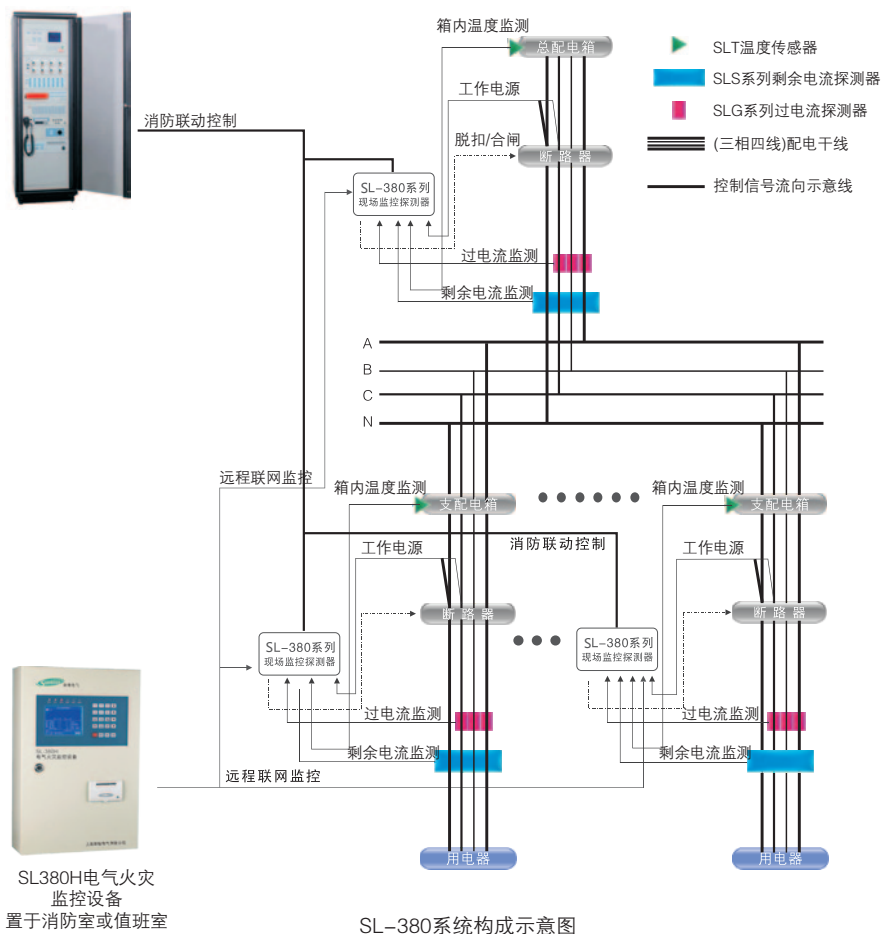 箱内温度监测
总配电箱
SLT温度传感器
SLS系列剩余电流探测器
工作电源
SLG系列过电流探测器
消防联动控制
脱扣/合闸
断路器
(三相四线)配电干线
SL-380系列
现场监控探测器
控制信号流向示意线
过电流监测
剩余电流监测
A
B
C
N
远程联网监控
箱内温度监测
支配电箱
箱内温度监测
支配电箱
工作电源
消防联动控制
工作电源
断路器
断路器
SL-380系列
现场监控探测器
SL-380系列
现场监控探测器
过电流监测
过电流监测
剩余电流监测
剩余电流监测
SL 380H
电气火灾监控设备
远程联网监控
用电器
用电器
SL380H电气火灾
监控设备
置于消防室或值班室
SL-380系统构成示意图